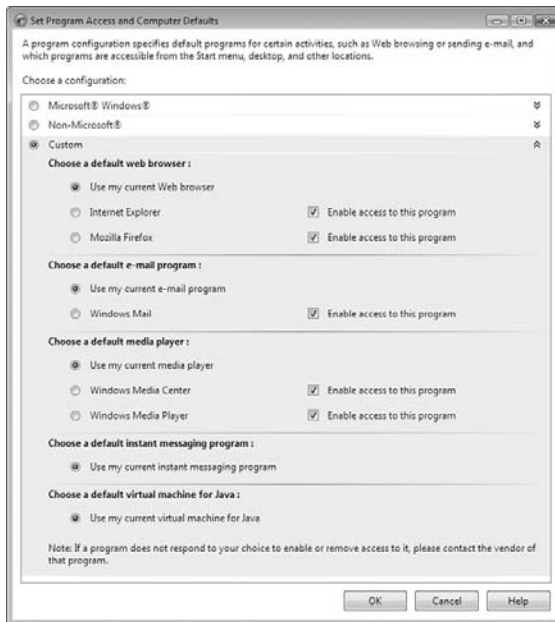 Set Program Access and Computer Defaults
A program configuration specifies default programs for certain activities, such as Web browsing or sending e-mail, and
which programs are accessible from the Start menu, desktop, and other locations.
Choose a configuration:
Microsoft® Windows®
Non-Microsoft®
Custom
Choose a default web browser :
Use my current Web browser
Internet Explorer Enable access to this program
Mozilla Firefox Enable access to this program
Choose a default e-mail program :
Use my current e-mail program
Windows Mail Enable access to this program
Choose a default media player :
Use my current media player
Windows Media Center Enable access to this program
Windows Media Player Enable access to this program
Choose a default instant messaging program :
Use my current instant messaging program
Choose a default virtual machine for Java :
Use my current virtual machine for Java
Note: If a program does not respond to your choice to enable or remove access to it, please contact the vendor of
that program.
OK Cancel Help